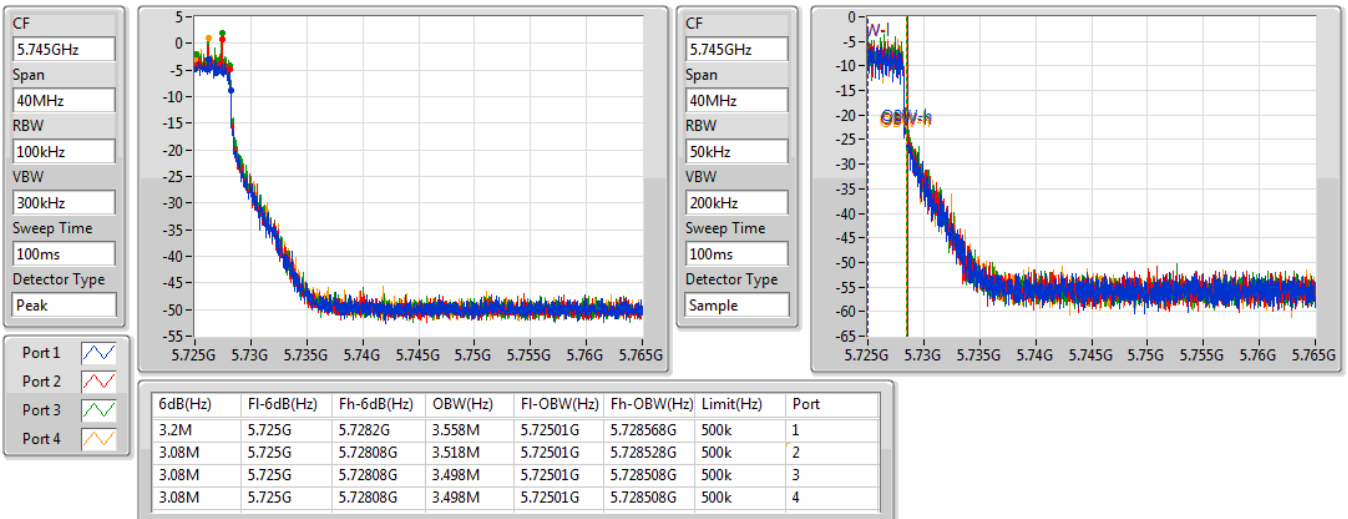 CF
5.745GHz
Span
40MHz
RBW
100kHz
VBW
300kHz
Sweep Time
100ms
Detector Type
Peak
5
0
-5
-10
-15
-20
-25
-30
-35
-40
-45
-50
-55
5.725G 5.73G 5.735G 5.74G 5.745G 5.75G 5.755G 5.76G 5.765G
CF
5.745GHz
Span
40MHz
RBW
50kHz
VBW
200kHz
Sweep Time
100ms
Detector Type
Sample
0
-5
-10
-15
-20
-25
-30
-35
-40
-45
-50
-55
-60
-65
W-l
OBW-h
5.725G 5.73G 5.735G 5.74G 5.745G 5.75G 5.755G 5.76G 5.765G
Port 1
Port 2
Port 3
Port 4
6dB(Hz) Fl-6dB(Hz) Fh-6dB(Hz) OBW(Hz) Fl-OBW(Hz) Fh-OBW(Hz) Limit(Hz) Port
3.2M 5.725G 5.7282G 3.558M 5.72501G 5.728568G 500k 1
3.08M 5.725G 5.72808G 3.518M 5.72501G 5.728528G 500k 2
3.08M 5.725G 5.72808G 3.498M 5.72501G 5.728508G 500k 3
3.08M 5.725G 5.72808G 3.498M 5.72501G 5.728508G 500k 4